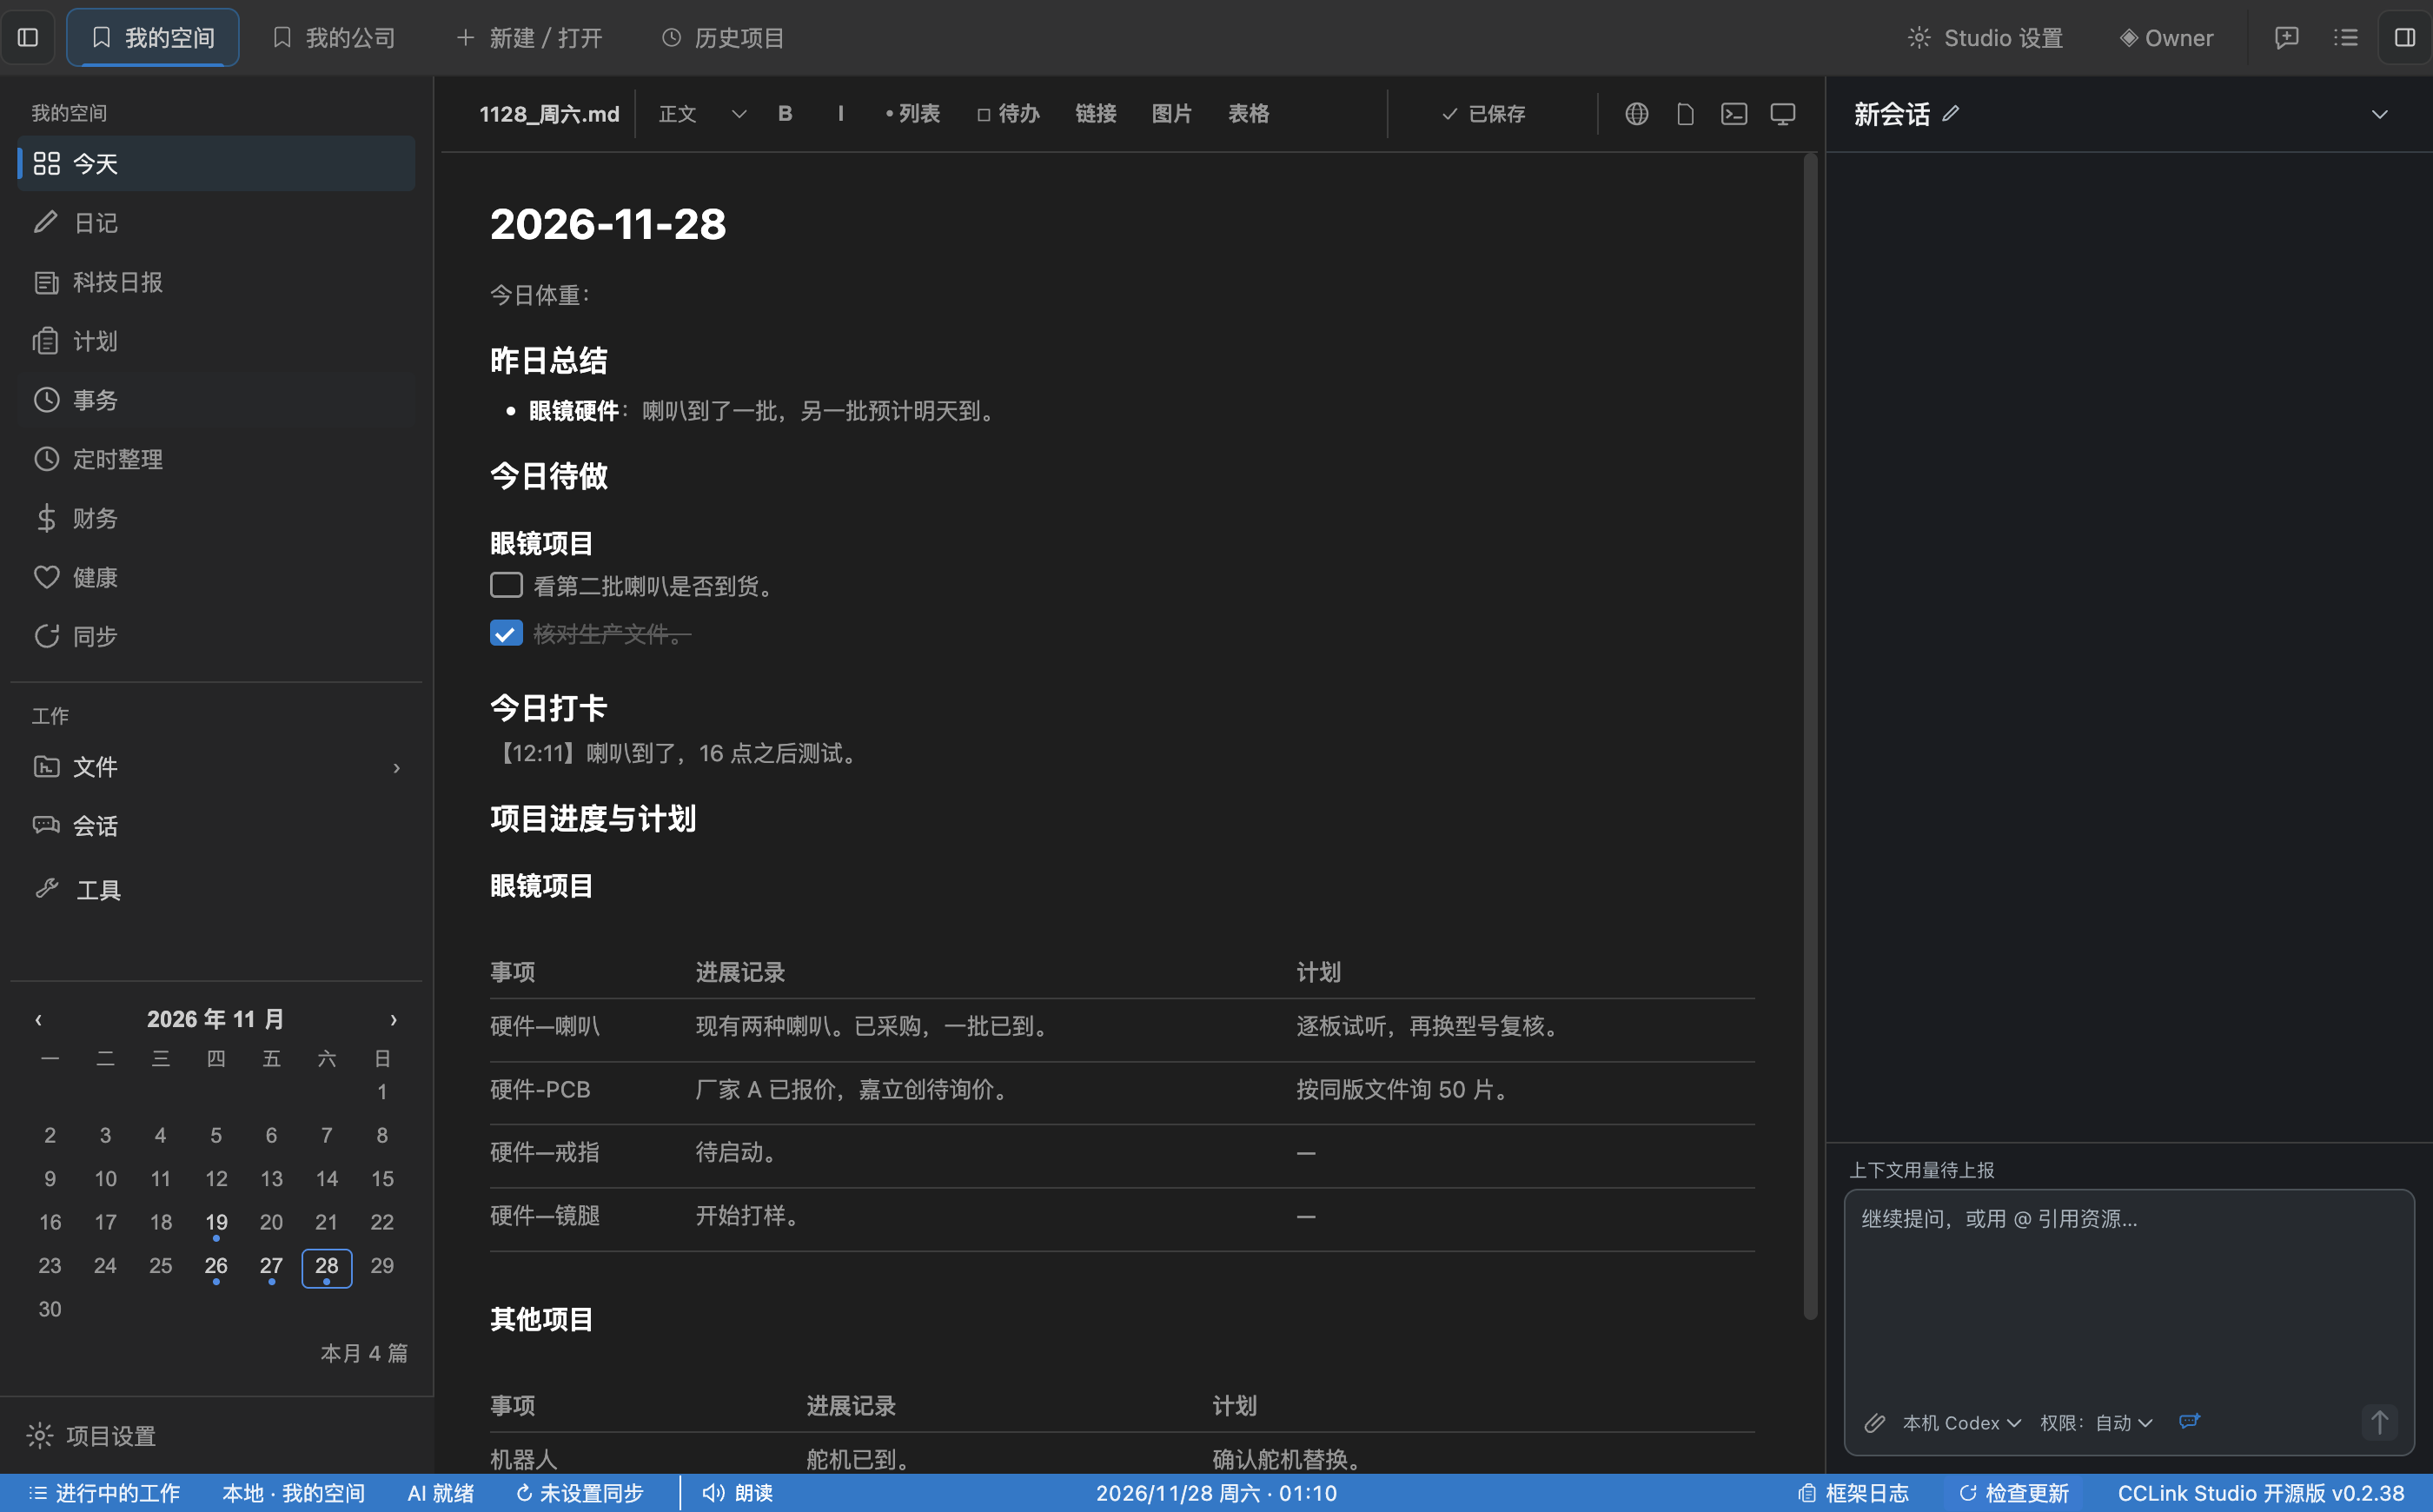 我的空间 我的公司 新建 / 打开 历史项目 Studio 设置 Owner
我的空间
今天
日记
科技日报
计划
事务
定时整理
财务
健康
同步
工作
文件
会话
工具
2026 年 11 月
一 二 三 四 五 六 日
1
2 3 4 5 6 7 8
9 10 11 12 13 14 15
16 17 18 19 20 21 22
23 24 25 26 27 28 29
30
本月 4 篇
项目设置
1128_周六.md 正文 B I • 列表 □ 待办 链接 图片 表格 ✓ 已保存
2026-11-28
今日体重：
昨日总结
• 眼镜硬件：喇叭到了一批，另一批预计明天到。
今日待做
眼镜项目
看第二批喇叭是否到货。
核对生产文件。
今日打卡
【12:11】喇叭到了，16 点之后测试。
项目进度与计划
眼镜项目
事项 进展记录 计划
硬件—喇叭 现有两种喇叭。已采购，一批已到。 逐板试听，再换型号复核。
硬件-PCB 厂家 A 已报价，嘉立创待询价。 按同版文件询 50 片。
硬件—戒指 待启动。 —
硬件—镜腿 开始打样。 —
其他项目
事项 进展记录 计划
机器人 舵机已到。 确认舵机替换。
新会话
上下文用量待上报
继续提问，或用 @ 引用资源...
本机 Codex 权限：自动
进行中的工作 本地 · 我的空间 AI 就绪 未设置同步 朗读 2026/11/28 周六 · 01:10 框架日志 检查更新 CCLink Studio 开源版 v0.2.38